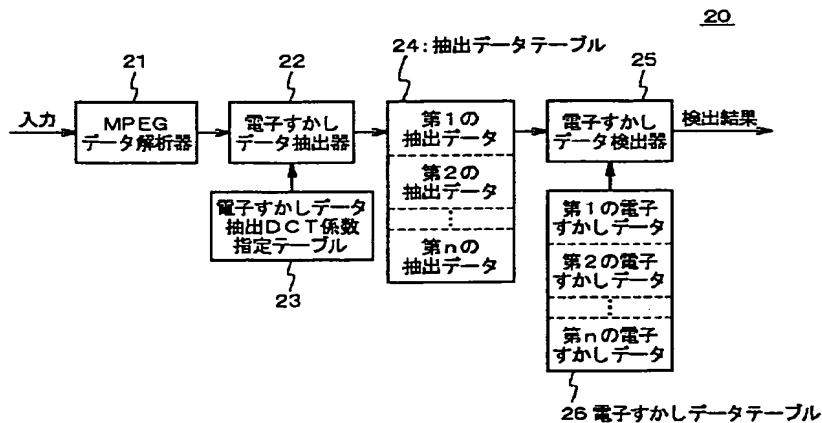 20
24:抽出データテーブル
21
22
25
入力
MPEG
データ解析器
電子すかし
データ抽出器
第1の
抽出データ
第2の
抽出データ
第nの
抽出データ
電子すかし
データ検出器
検出結果
電子すかしデータ
抽出DCT係数
指定テーブル
23
第1の電子
すかしデータ
第2の電子
すかしデータ
第nの電子
すかしデータ
26 電子すかしデータテーブル